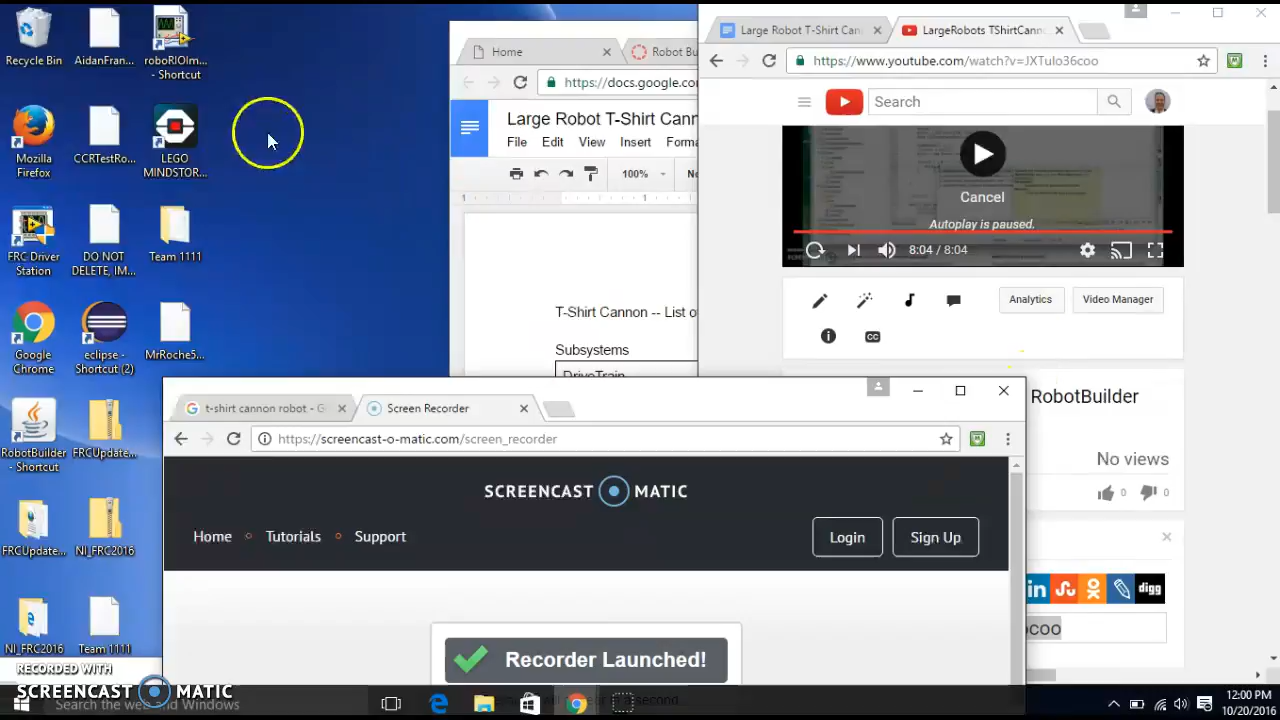 Recycle Bin
AidanFran...
roboRIOIm...
- Shortcut
Mozilla
Firefox
CCRTestRo...
LEGO
MINDSTOR...
FRC Driver
Station
DO NOT
DELETE, IM...
Team 1111
Google
Chrome
eclipse -
Shortcut (2)
MrRoche5...
RobotBuilder
- Shortcut
FRCUpdate...
FRCUpdate...
NI_FRC2016
NI_FRC2016
Team 1111
RECORDED WITH
SCREENCAST MATIC
Search the web and Windows
Home
Robot Bu
https://docs.google.co
Large Robot T-Shirt Cann
File Edit View Insert Forma
100%
T-Shirt Cannon -- List o
Subsystems
DriveTrain
Large Robot T-Shirt Can
LargeRobots TShirtCanno
https://www.youtube.com/watch?v=JXTuIo36coo
Search
Cancel
Autoplay is paused.
8:04 / 8:04
Analytics
Video Manager
CC
RobotBuilder
No views
0
0
in
digg
coo
t-shirt cannon robot - G
Screen Recorder
https://screencast-o-matic.com/screen_recorder
SCREENCAST MATIC
Home
Tutorials
Support
Login
Sign Up
Recorder Launched!
12:00 PM
10/20/2016